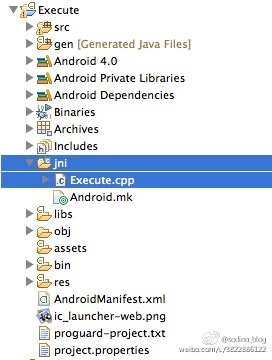 Execute
src
gen [Generated Java Files]
Android 4.0
Android Private Libraries
Android Dependencies
Binaries
Archives
Includes
jni
Execute.cpp
Android.mk
libs
obj
assets
bin
res
AndroidManifest.xml
ic_launcher-web.png
proguard-project.txt
project.properties
@sodino_blog
weibo.com/u/3822886122